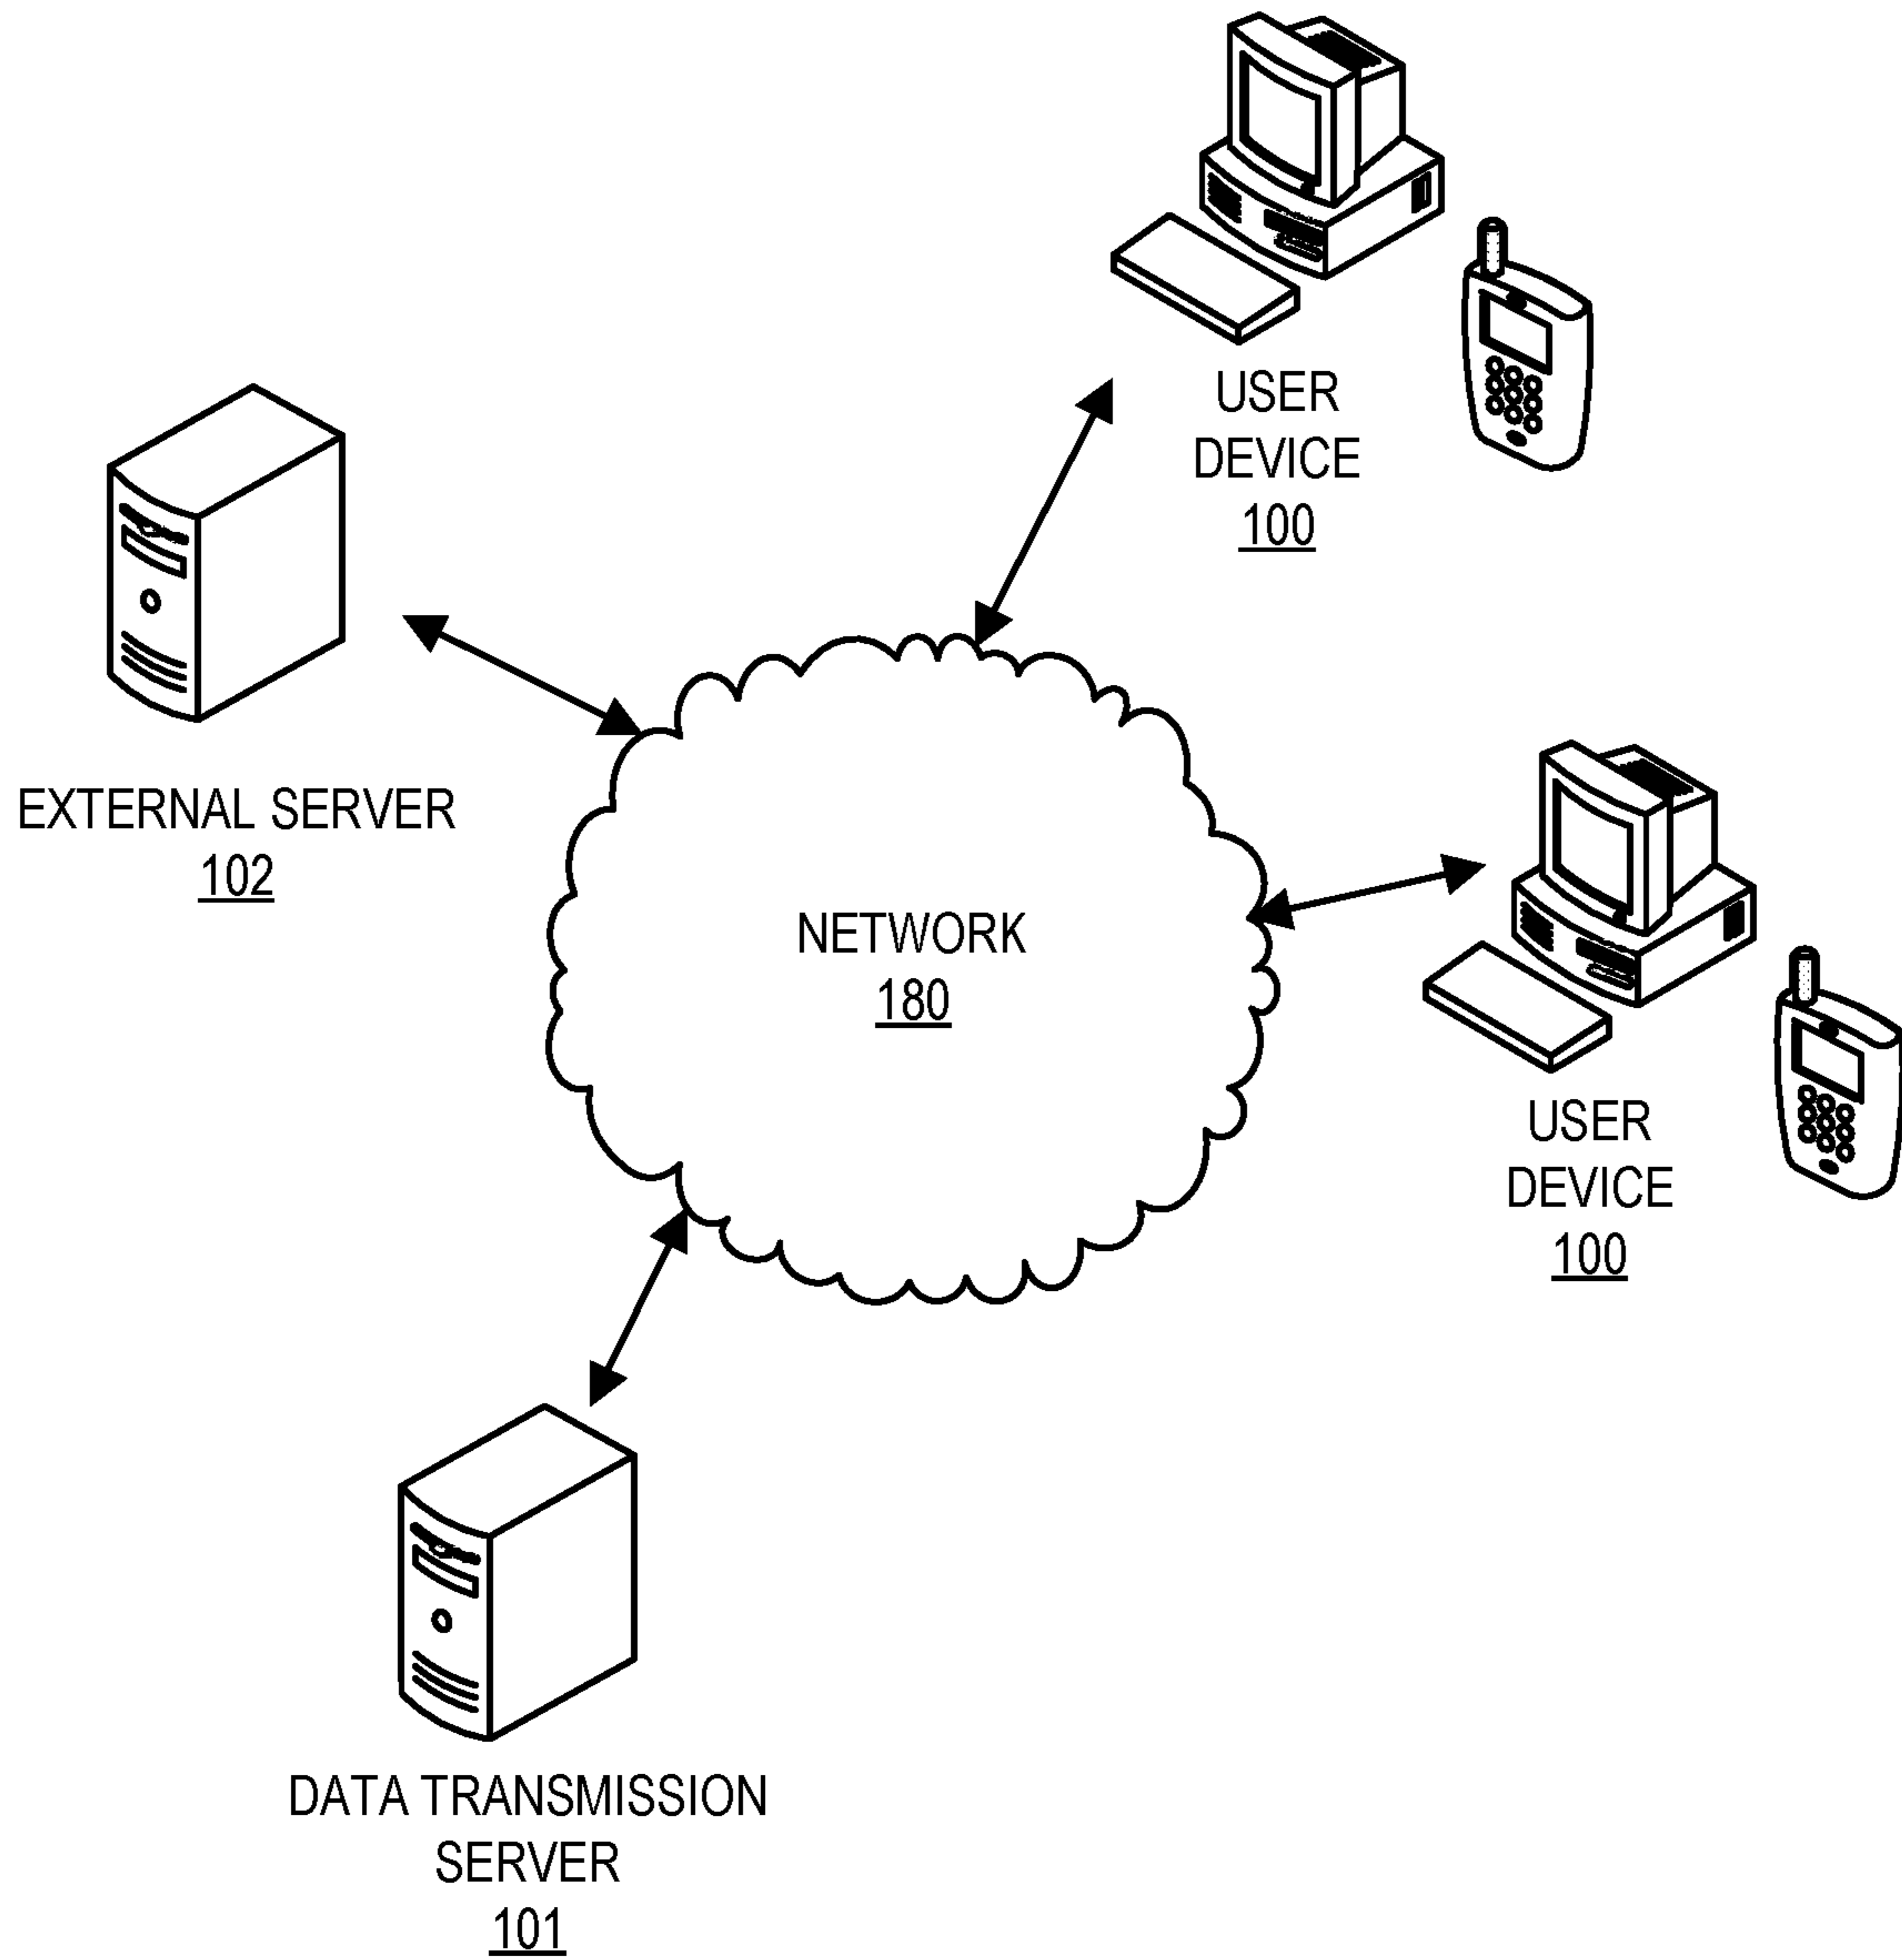 USER
DEVICE
100
EXTERNAL SERVER
102
NETWORK
180
USER
DEVICE
100
DATA TRANSMISSION
SERVER
101